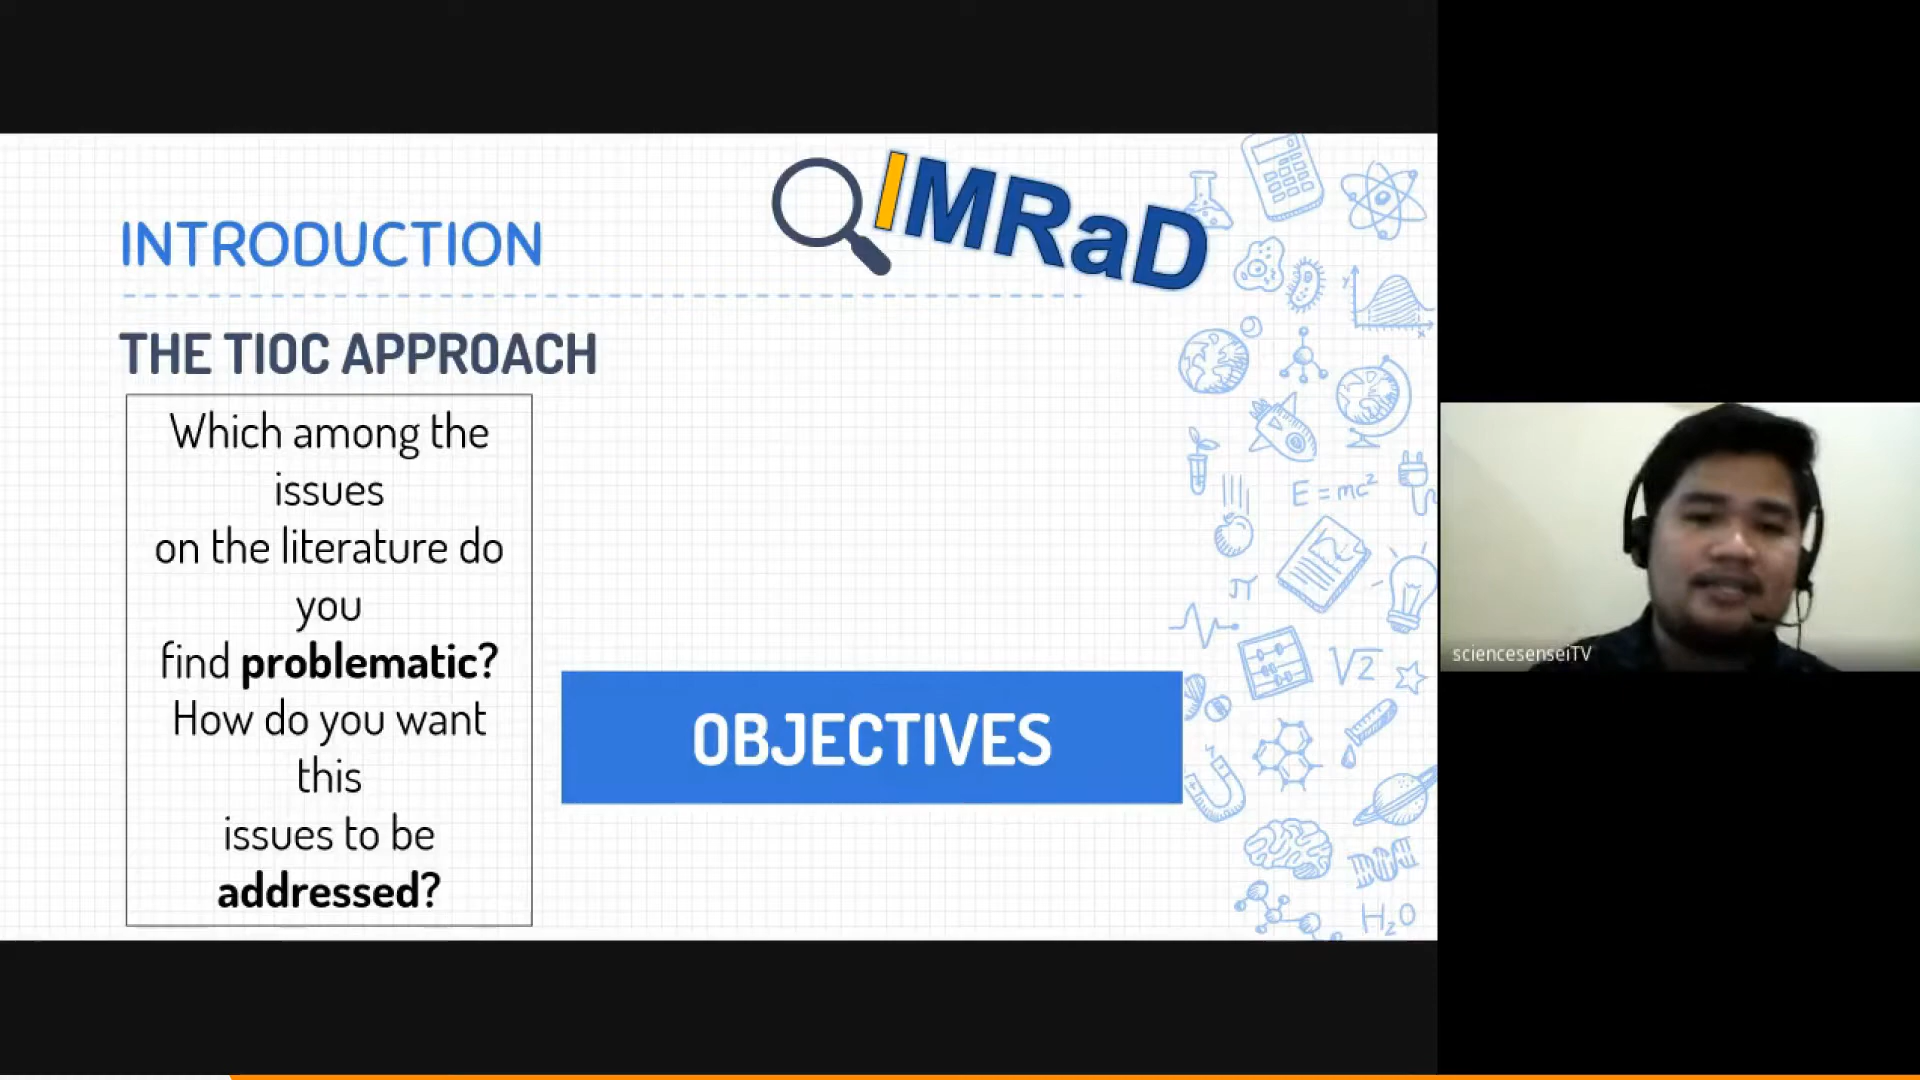 IMRaD
INTRODUCTION
THE TIOC APPROACH
Which among the
issues
on the literature do
you
find problematic?
How do you want
this
issues to be
addressed?
OBJECTIVES
y
x
E = mc²
π
√2
H₂O
sciencesenseiTV